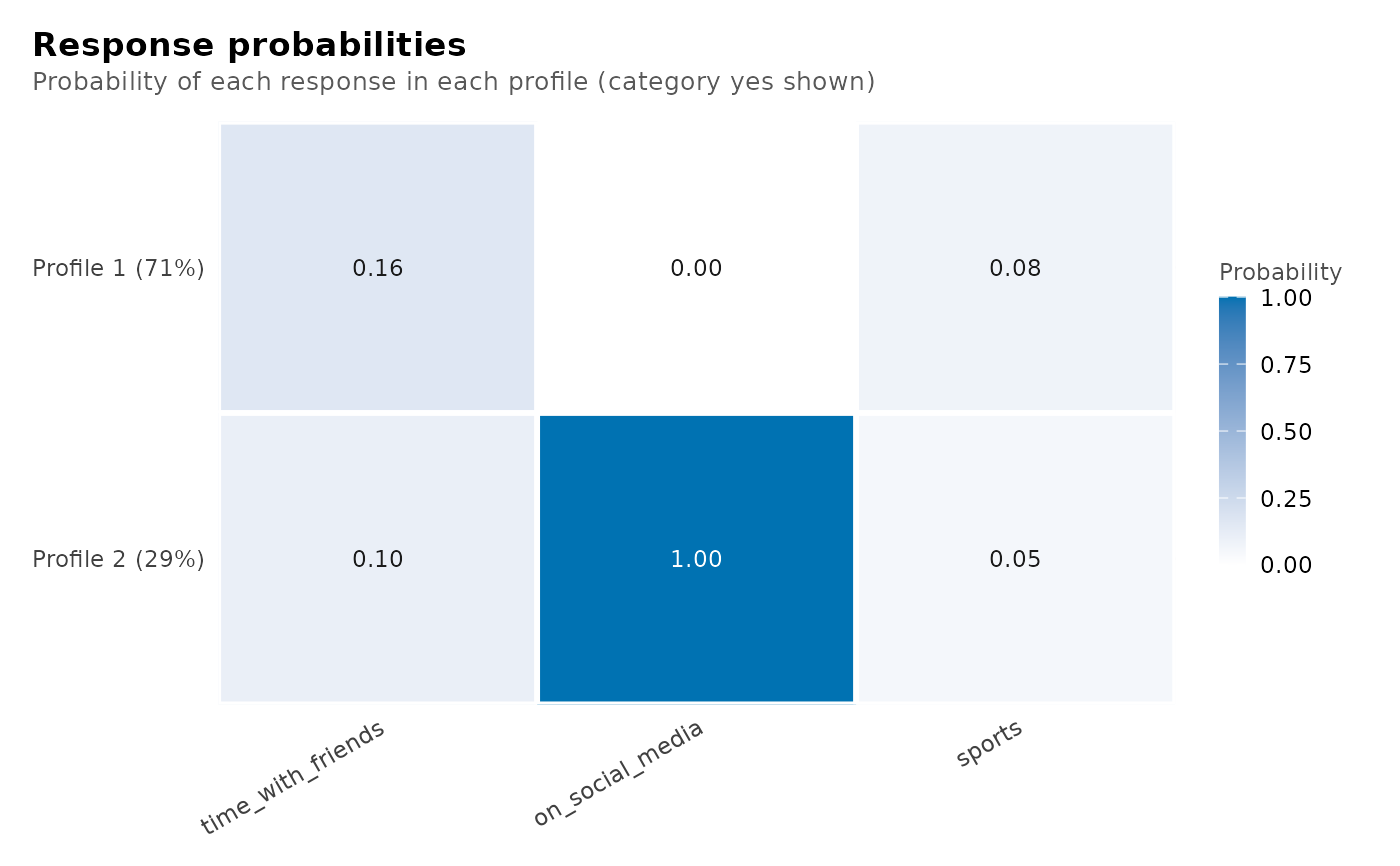 Response probabilities
Probability of each response in each profile (category yes shown)
Profile 1 (71%)
0.16
0.00
0.08
Profile 2 (29%)
0.10
1.00
0.05
time_with_friends
on_social_media
sports
Probability
1.00
0.75
0.50
0.25
0.00